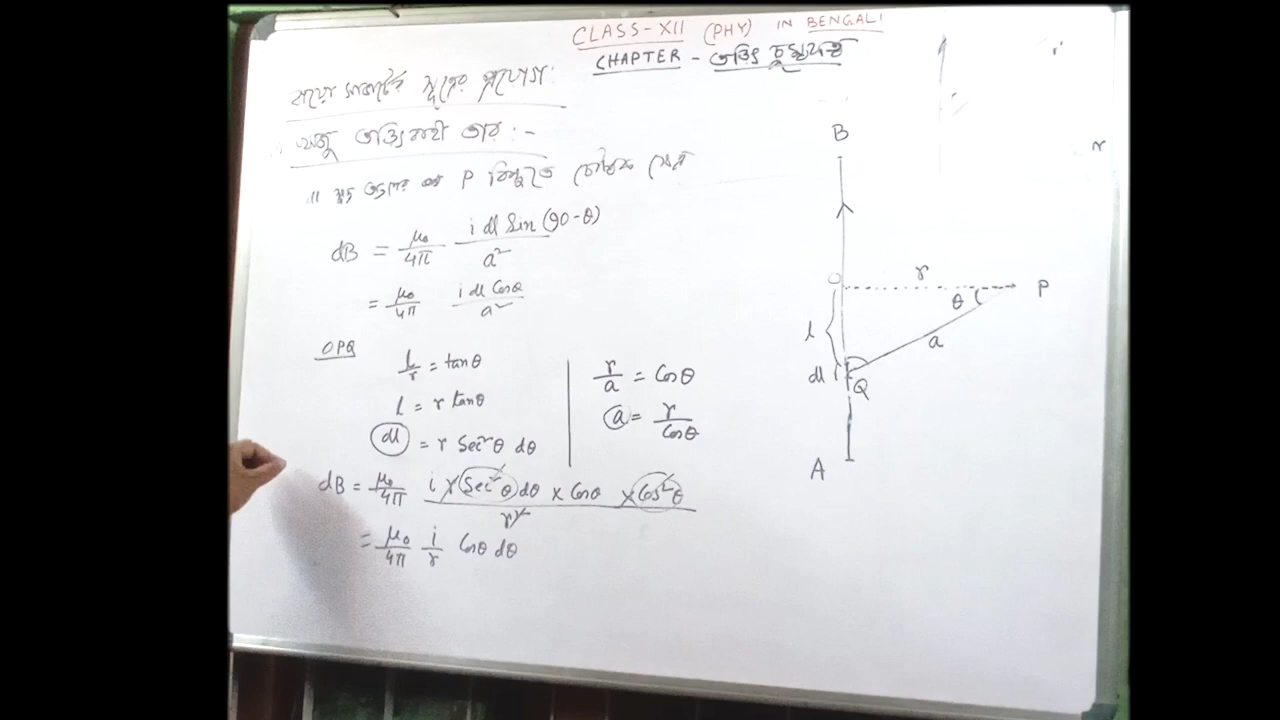 CLASS-XII (PHY) IN BENGALI
CHAPTER - তড়িৎ চুম্বকত্ব
সূত্রের প্রয়োগ :
ঋজু তড়িৎবাহী তার :-
dl P বিন্দুতে চৌম্বক ক্ষেত্র
dB = μ₀/4π i dl Sin (90-θ)/a²
= μ₀/4π i dl Cosθ/a²
OPQ
l/r = tanθ
l = r tanθ
dl = r Sec²θ dθ
r/a = Cosθ
a = r/Cosθ
dB = μ₀/4π i r Sec²θ dθ × Cosθ × Cos²θ/r²
= μ₀/4π i/r Cosθ dθ
B
O
r
θ
P
l
a
dl
Q
A